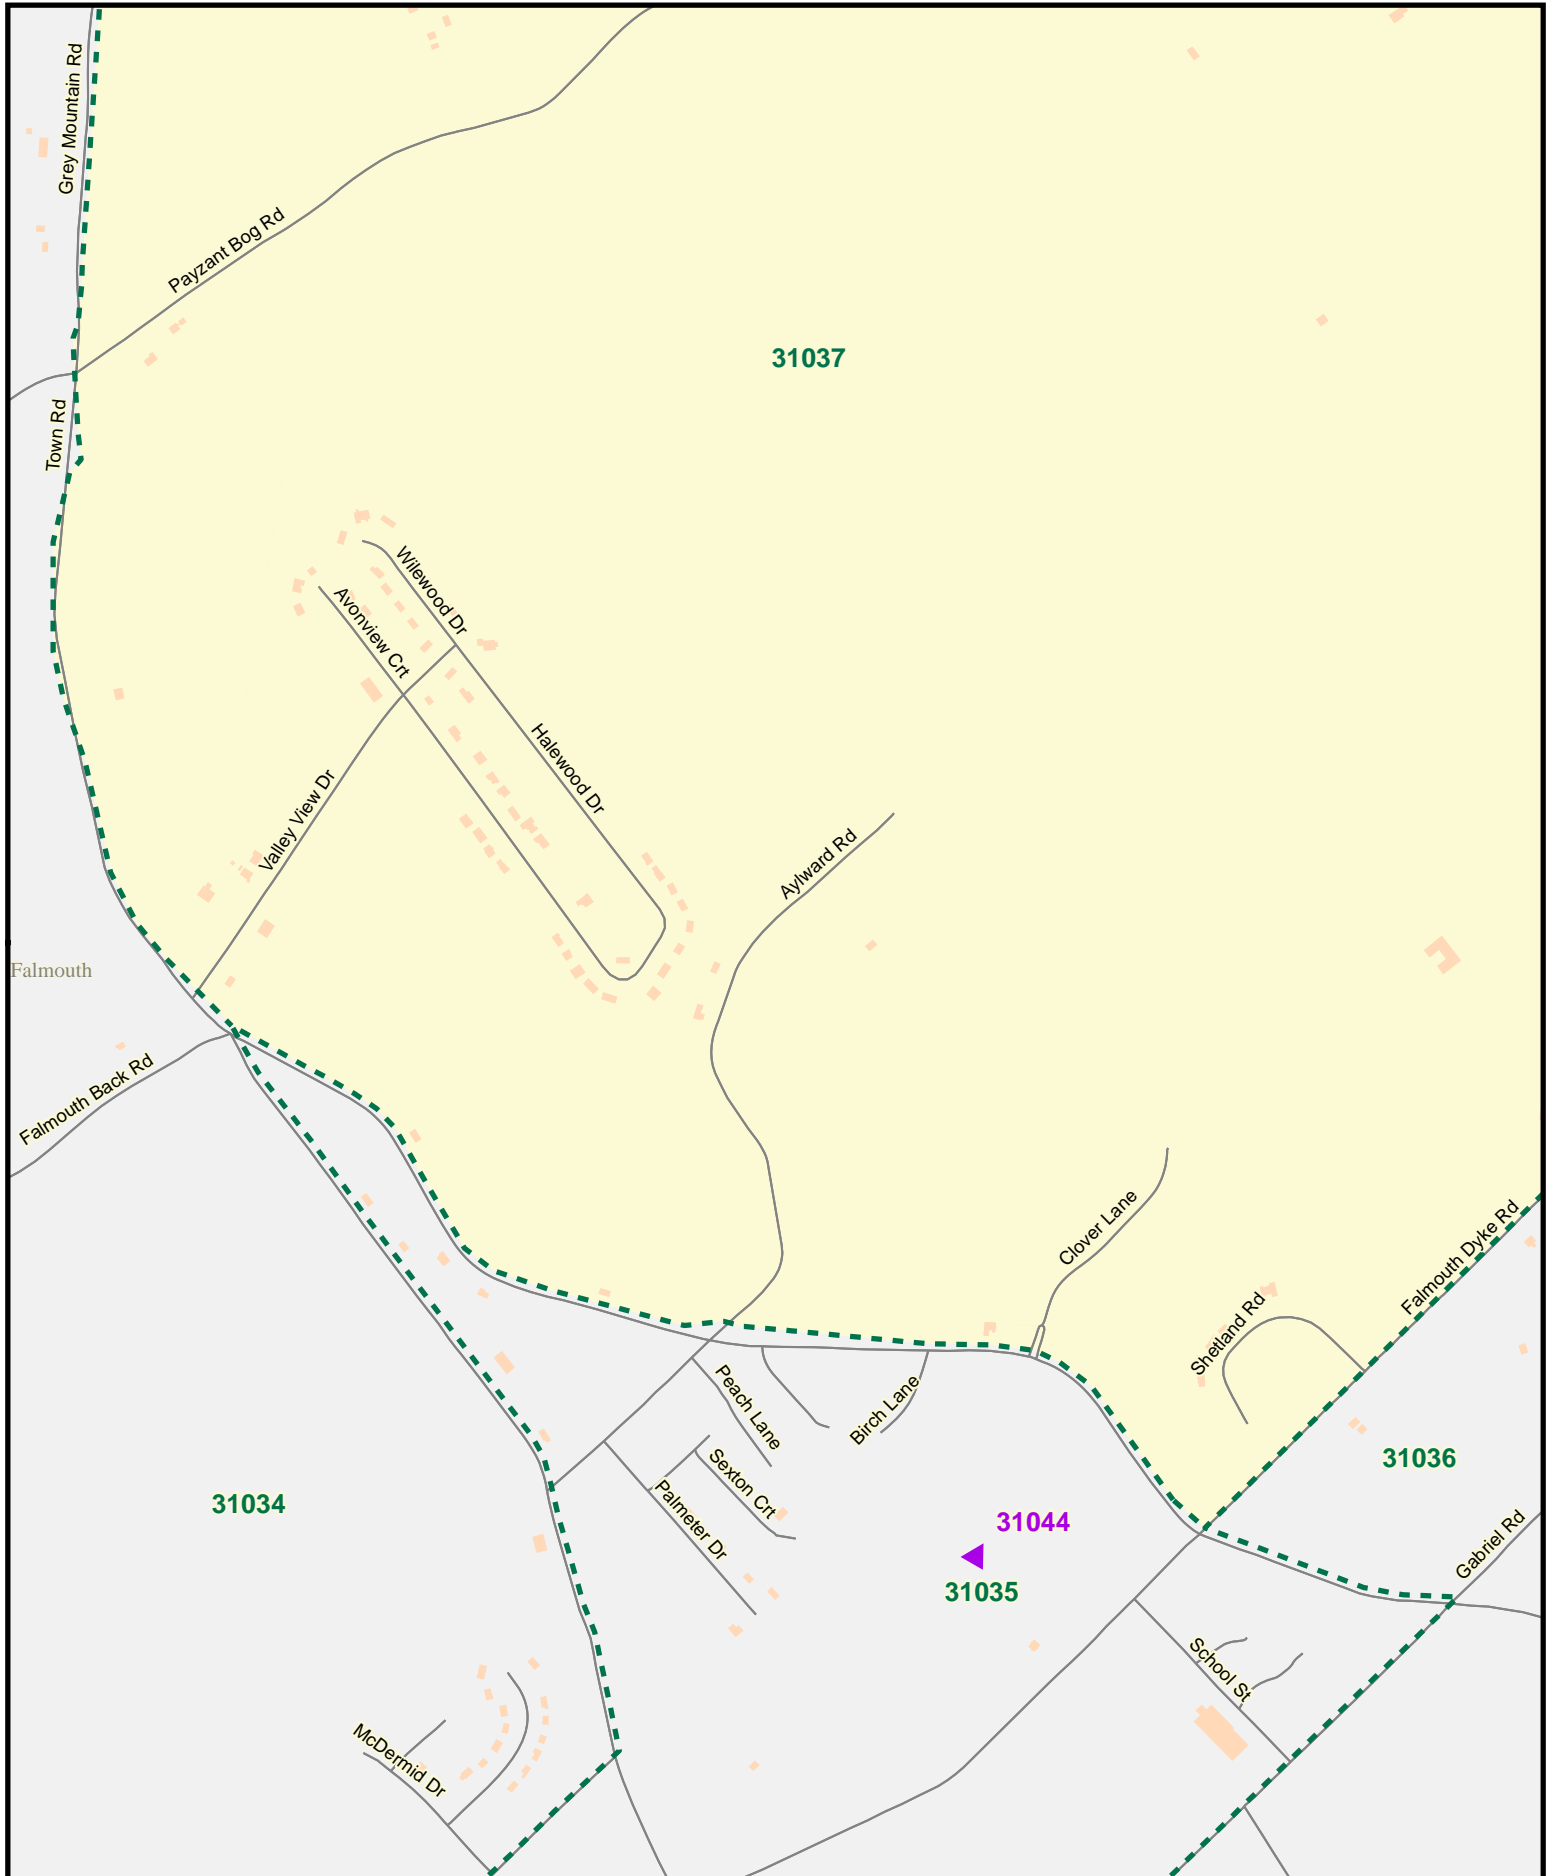 Grey Mountain Rd
Payzant Bog Rd
31037
Town Rd
Wilewood Dr
Avonview Crt
Halewood Dr
Valley View Dr
Aylward Rd
Falmouth
Falmouth Back Rd
Clover Lane
Falmouth Dyke Rd
Shetland Rd
Peach Lane
Birch Lane
31036
Sexton Crt
Palmeter Dr
31034
31044
Gabriel Rd
31035
School St
McDermid Dr